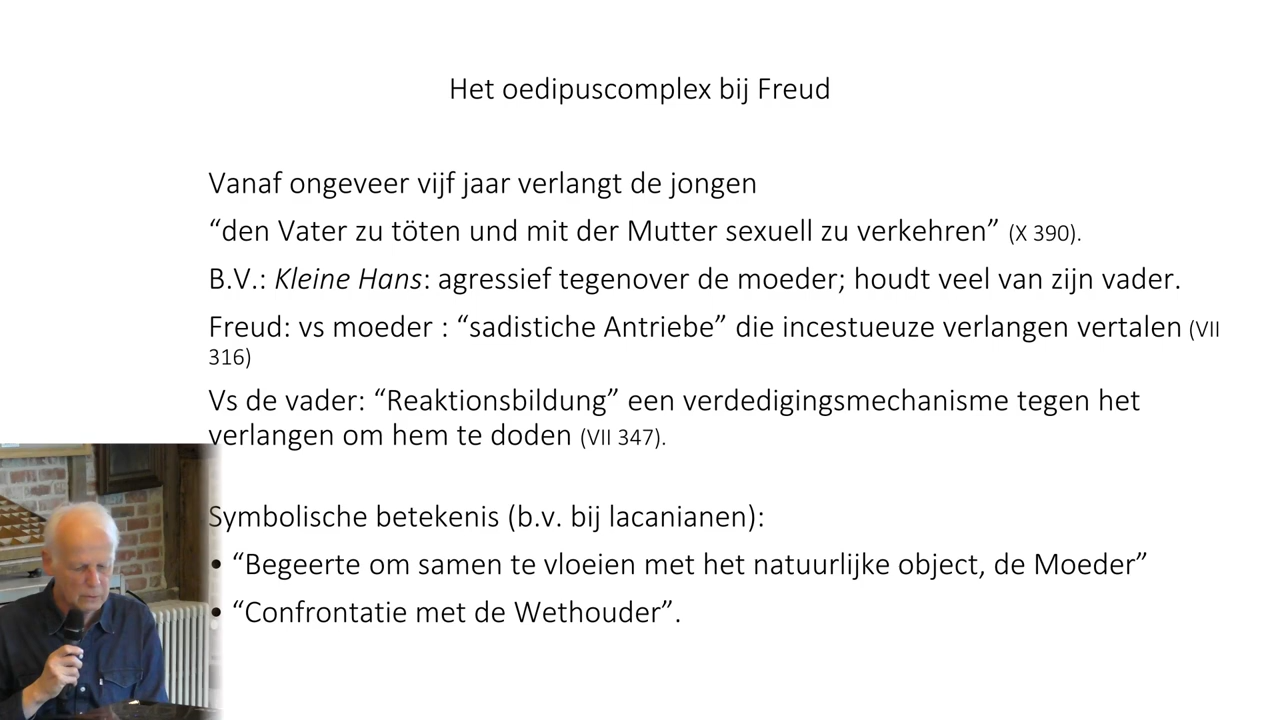 Het oedipuscomplex bij Freud
Vanaf ongeveer vijf jaar verlangt de jongen
“den Vater zu töten und mit der Mutter sexuell zu verkehren” (X 390).
B.V.: Kleine Hans: agressief tegenover de moeder; houdt veel van zijn vader.
Freud: vs moeder : “sadistiche Antriebe” die incestueuze verlangen vertalen (VII
316)
Vs de vader: “Reaktionsbildung” een verdedigingsmechanisme tegen het
verlangen om hem te doden (VII 347).
Symbolische betekenis (b.v. bij lacanianen):
• “Begeerte om samen te vloeien met het natuurlijke object, de Moeder”
• “Confrontatie met de Wethouder”.